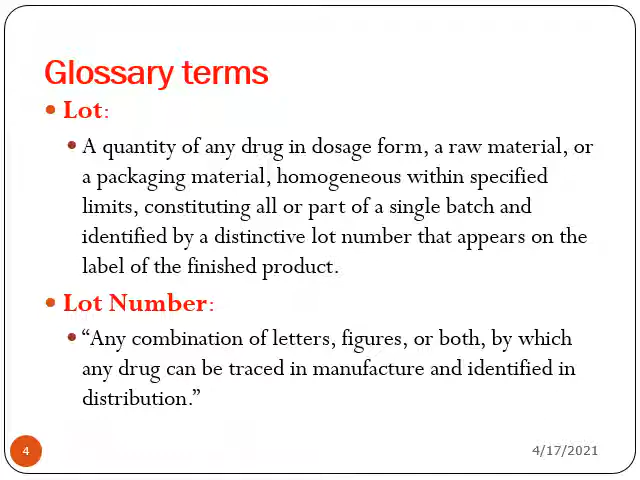 Glossary terms
• Lot:
• A quantity of any drug in dosage form, a raw material, or
a packaging material, homogeneous within specified
limits, constituting all or part of a single batch and
identified by a distinctive lot number that appears on the
label of the finished product.
• Lot Number:
• “Any combination of letters, figures, or both, by which
any drug can be traced in manufacture and identified in
distribution.”
4
4/17/2021